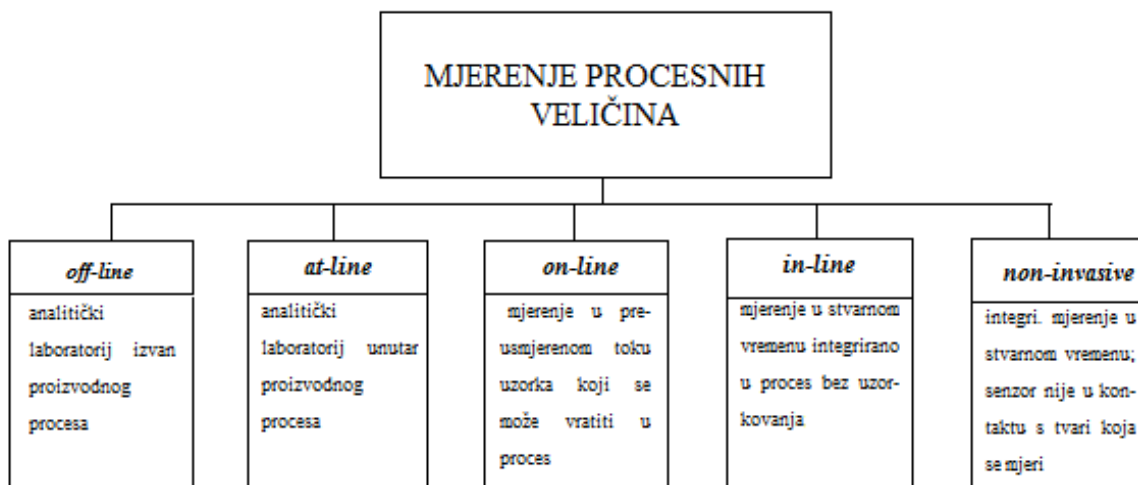 MJERENJE PROCESNIH
VELIČINA
off-line
analitički
laboratorij izvan
proizvodnog
procesa
at-line
analitički
laboratorij unutar
proizvodnog
procesa
on-line
mjerenje u pre-
usmjerenom toku
uzorka koji se
može vratiti u
proces
in-line
mjerenje u stvarnom
vremenu integrirano
u proces bez uzor-
kovanja
non-invasive
integri. mjerenje u
stvarnom vremenu;
senzor nije u kon-
taktu s tvari koja
se mjeri